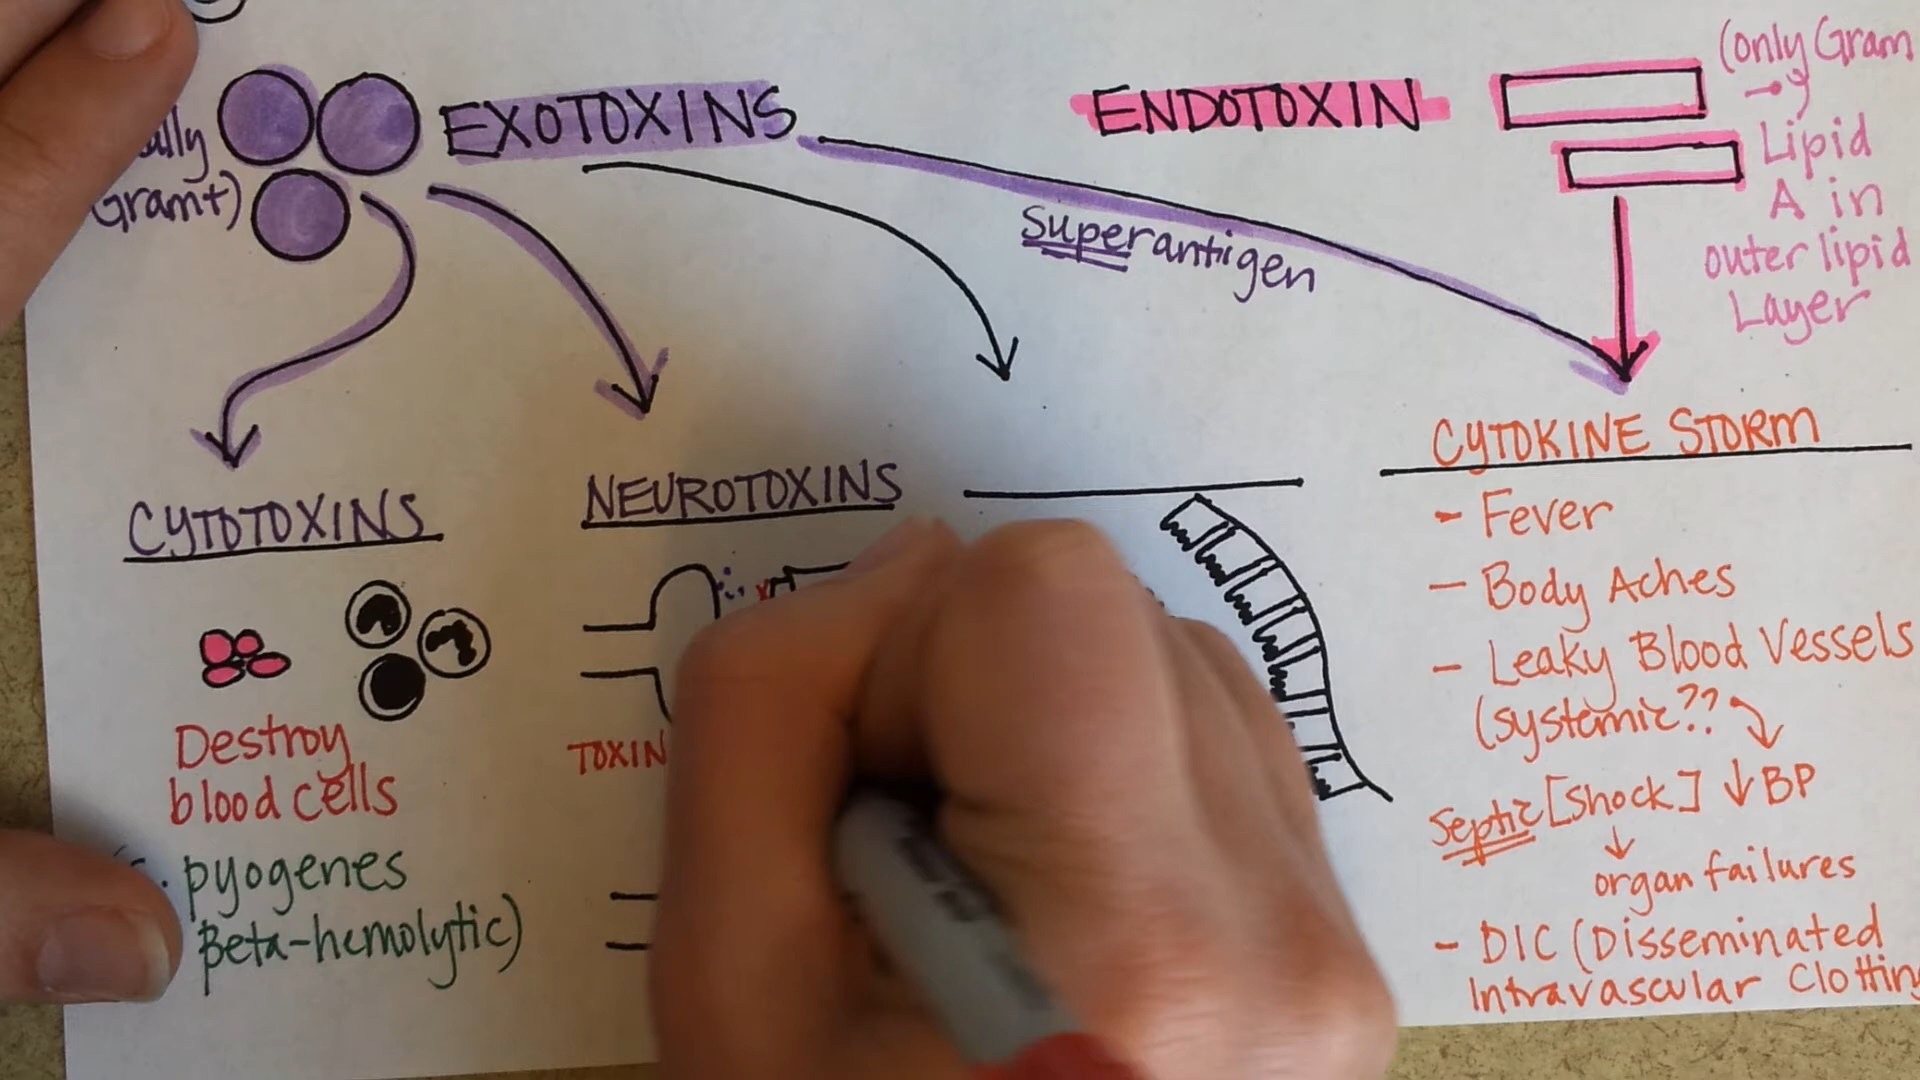 EXOTOXINS
Gram+)
Superantigen
ENDOTOXIN
(only Gram
Lipid
A in
outer lipid
Layer
CYTOTOXINS
Destroy
blood cells
pyogenes
Beta-hemolytic)
NEUROTOXINS
TOXIN
CYTOKINE STORM
- Fever
- Body Aches
- Leaky Blood Vessels
(systemic??
Septic [Shock] ↓BP
organ failures
- DIC (Disseminated
Intravascular Clotting